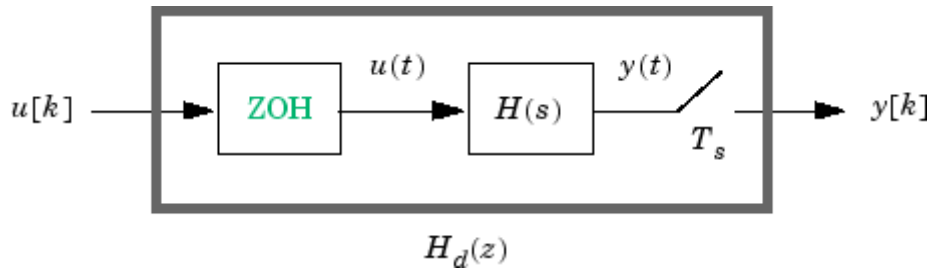 u[k]
ZOH
u(t)
H(s)
y(t)
T_s
y[k]
H_d(z)